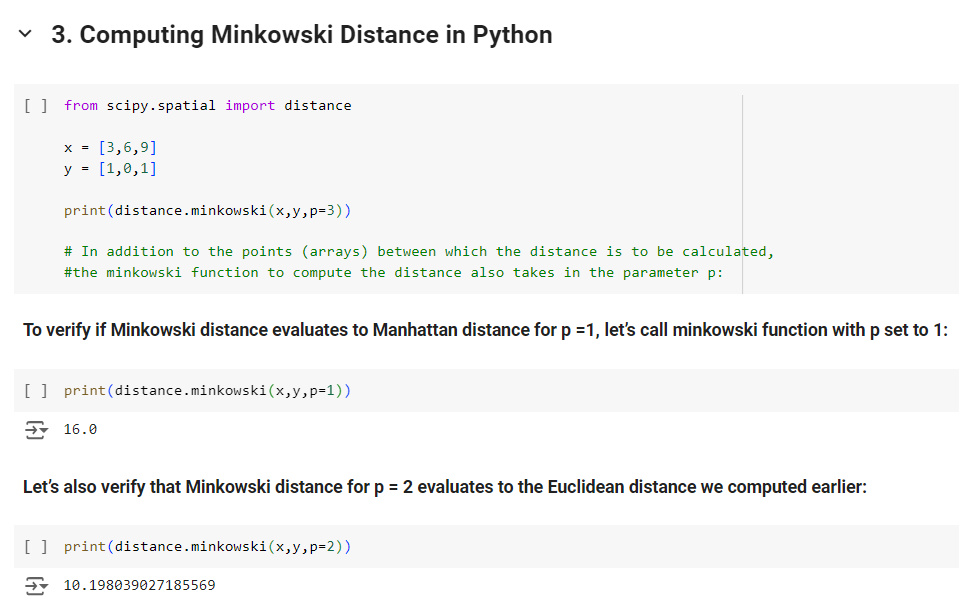 3. Computing Minkowski Distance in Python
[ ] from scipy.spatial import distance
x = [3,6,9]
y = [1,0,1]
print(distance.minkowski(x,y,p=3))
# In addition to the points (arrays) between which the distance is to be calculated,
#the minkowski function to compute the distance also takes in the parameter p:
To verify if Minkowski distance evaluates to Manhattan distance for p =1, let’s call minkowski function with p set to 1:
[ ] print(distance.minkowski(x,y,p=1))
16.0
Let’s also verify that Minkowski distance for p = 2 evaluates to the Euclidean distance we computed earlier:
[ ] print(distance.minkowski(x,y,p=2))
10.198039027185569